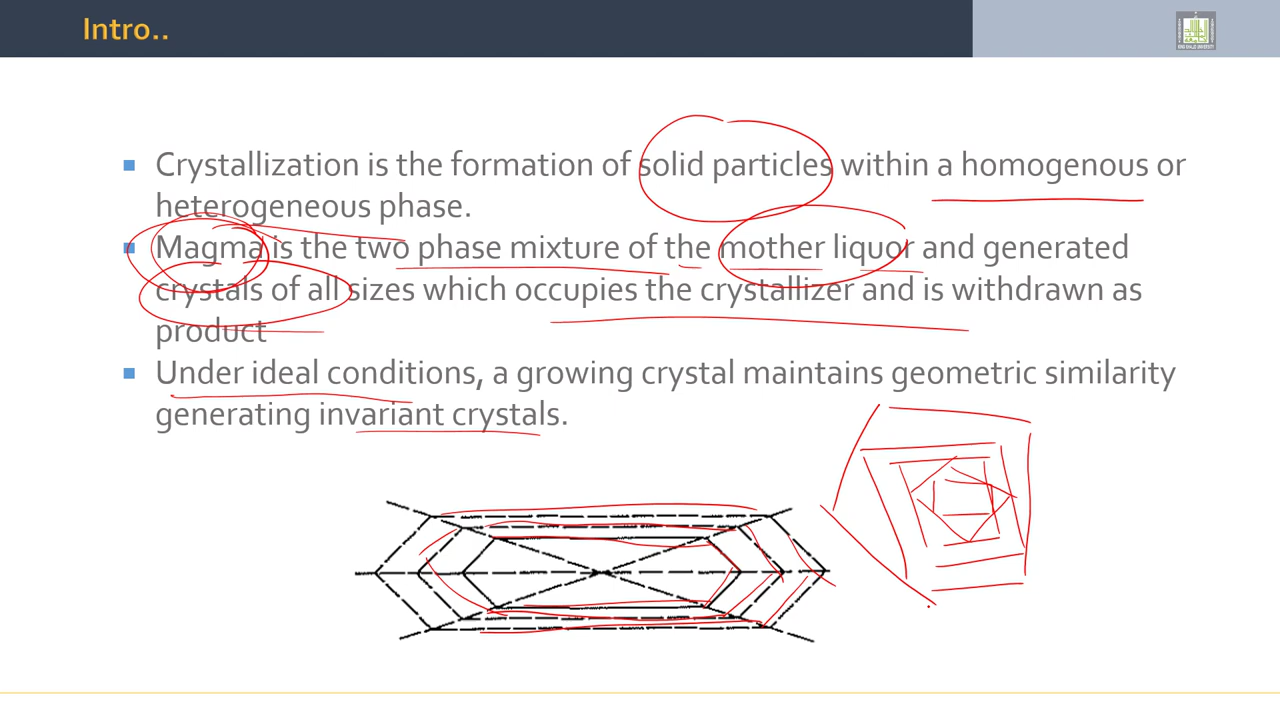 Intro..
Crystallization is the formation of solid particles within a homogenous or
heterogeneous phase.
Magma is the two phase mixture of the mother liquor and generated
crystals of all sizes which occupies the crystallizer and is withdrawn as
product
Under ideal conditions, a growing crystal maintains geometric similarity
generating invariant crystals.